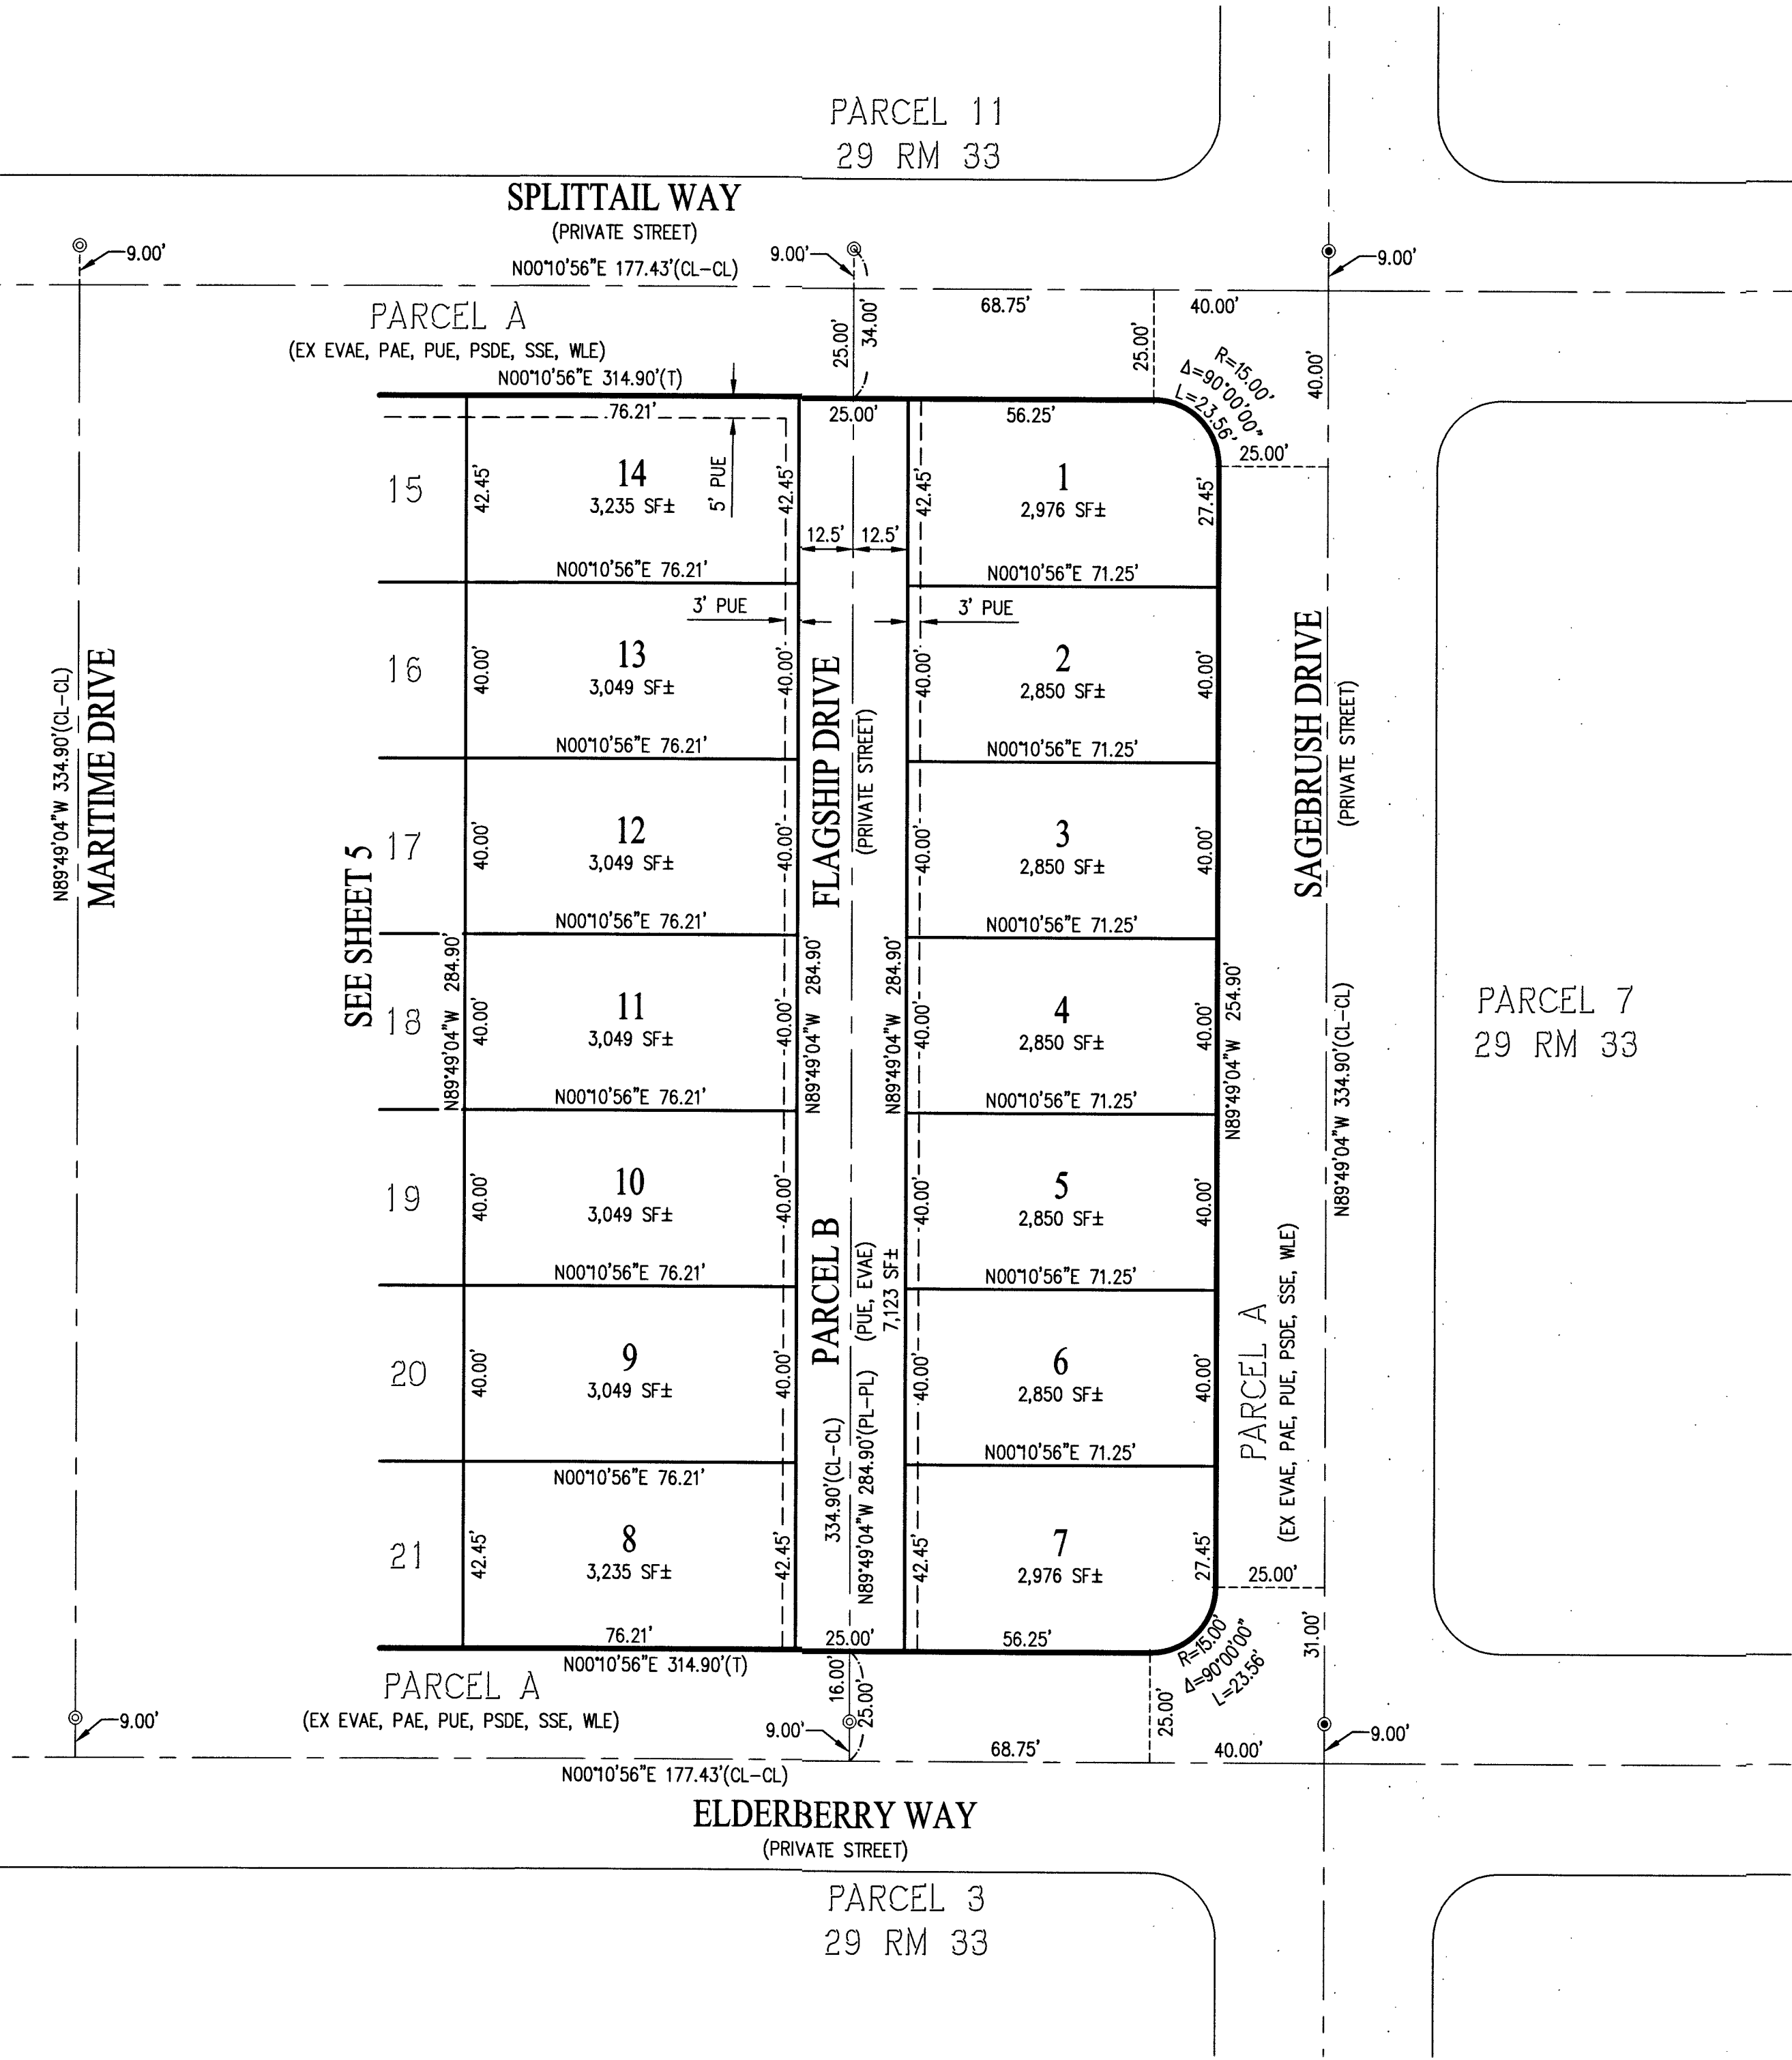 PARCEL 11
29 RM 33
SPLITTAIL WAY
(PRIVATE STREET)
N00°10'56"E 177.43'(CL-CL)
9.00'
9.00'
9.00'
PARCEL A
(EX EVAE, PAE, PUE, PSDE, SSE, WLE)
N00°10'56"E 314.90'(T)
25.00'
34.00'
68.75'
25.00'
40.00'
R=15.00'
Δ=90°00'00"
L=23.56'
40.00'
25.00'
76.21'
25.00'
56.25'
15
42.45'
14
3,235 SF±
5' PUE
42.45'
12.5'
12.5'
42.45'
1
2,976 SF±
27.45'
N00°10'56"E 76.21'
N00°10'56"E 71.25'
3' PUE
3' PUE
16
40.00'
13
3,049 SF±
40.00'
40.00'
2
2,850 SF±
40.00'
N00°10'56"E 76.21'
N00°10'56"E 71.25'
N89°49'04"W 334.90'(CL-CL)
MARITIME DRIVE
FLAGSHIP DRIVE
(PRIVATE STREET)
SAGEBRUSH DRIVE
(PRIVATE STREET)
SEE SHEET 5
17
40.00'
12
3,049 SF±
40.00'
40.00'
3
2,850 SF±
40.00'
N00°10'56"E 76.21'
N00°10'56"E 71.25'
18
N89°49'04"W 284.90'
40.00'
11
3,049 SF±
40.00'
N89°49'04"W 284.90'
N89°49'04"W 284.90'
40.00'
4
2,850 SF±
40.00'
N89°49'04"W 254.90'
N89°49'04"W 334.90'(CL-CL)
PARCEL 7
29 RM 33
N00°10'56"E 76.21'
N00°10'56"E 71.25'
19
40.00'
10
3,049 SF±
40.00'
40.00'
5
2,850 SF±
40.00'
N00°10'56"E 76.21'
N00°10'56"E 71.25'
PARCEL B
(PUE, EVAE)
7,123 SF±
PARCEL A
(EX EVAE, PAE, PUE, PSDE, SSE, WLE)
20
40.00'
9
3,049 SF±
40.00'
40.00'
6
2,850 SF±
40.00'
N00°10'56"E 76.21'
N00°10'56"E 71.25'
334.90'(CL-CL)
N89°49'04"W 284.90'(PL-PL)
21
42.45'
8
3,235 SF±
42.45'
42.45'
7
2,976 SF±
27.45'
25.00'
76.21'
25.00'
56.25'
R=15.00'
Δ=90°00'00"
L=23.56'
31.00'
N00°10'56"E 314.90'(T)
PARCEL A
(EX EVAE, PAE, PUE, PSDE, SSE, WLE)
16.00'
25.00'
25.00'
9.00'
9.00'
9.00'
68.75'
40.00'
N00°10'56"E 177.43'(CL-CL)
ELDERBERRY WAY
(PRIVATE STREET)
PARCEL 3
29 RM 33